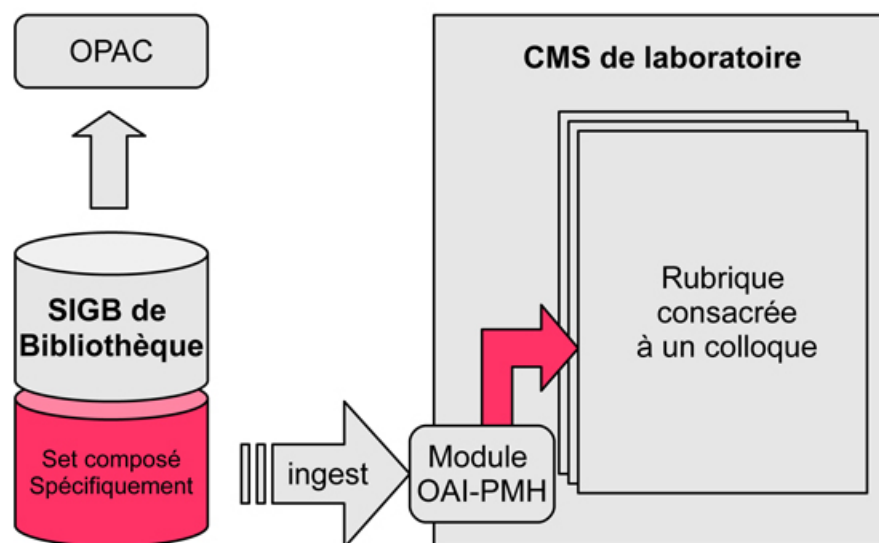 OPAC
SIGB de
Bibliothèque
Set composé
Spécifiquement
ingest
Module
OAI-PMH
CMS de laboratoire
Rubrique
consacrée
à un colloque